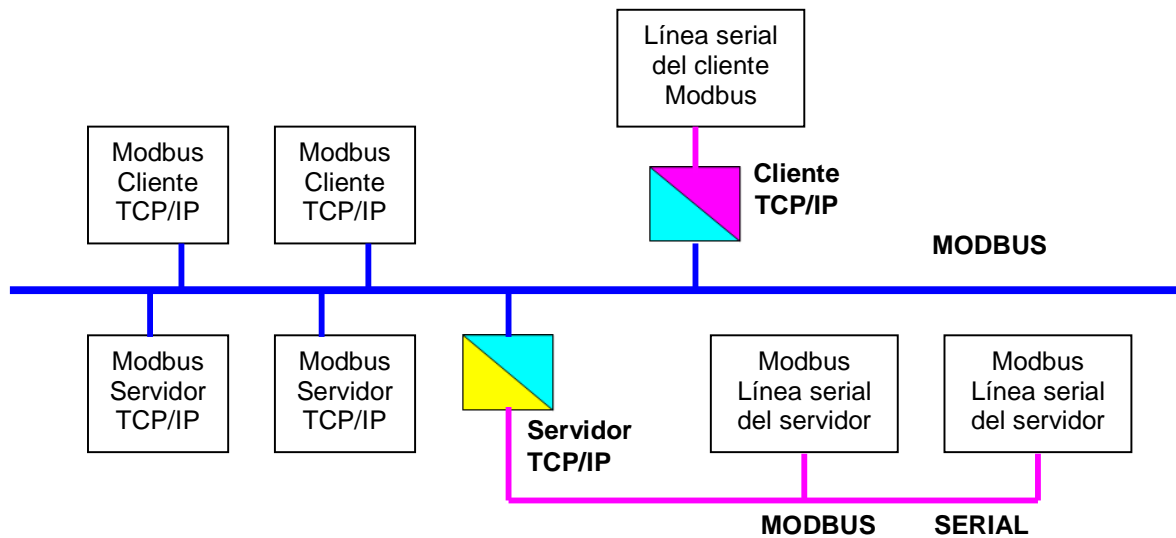 Línea serial
del cliente
Modbus
Modbus
Cliente
TCP/IP
Modbus
Cliente
TCP/IP
Cliente
TCP/IP
MODBUS
Modbus
Servidor
TCP/IP
Modbus
Servidor
TCP/IP
Servidor
TCP/IP
Modbus
Línea serial
del servidor
Modbus
Línea serial
del servidor
MODBUS SERIAL